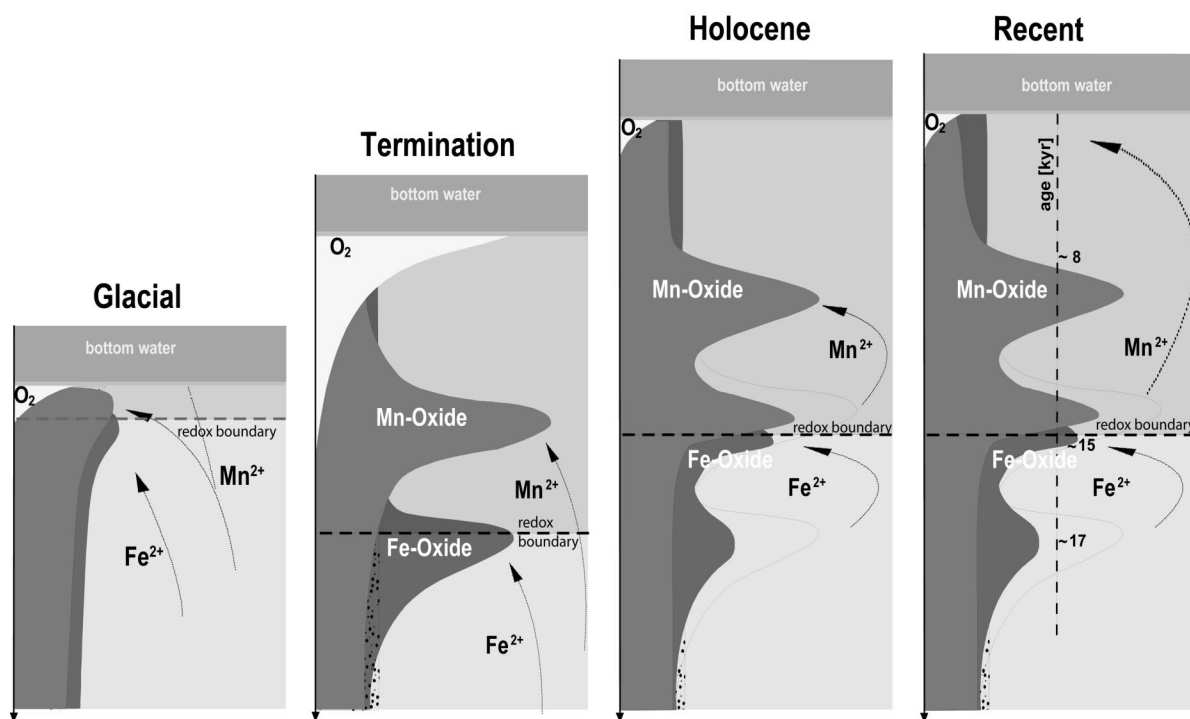 Glacial
bottom water
O2
redox boundary
Mn2+
Fe2+
Termination
bottom water
O2
Mn-Oxide
Mn2+
redox
boundary
Fe-Oxide
Fe2+
Holocene
bottom water
O2
Mn-Oxide
Mn2+
redox boundary
Fe-Oxide
Fe2+
Recent
bottom water
O2
age [kyr]
~ 8
Mn-Oxide
Mn2+
redox boundary
~15
Fe-Oxide
Fe2+
~17